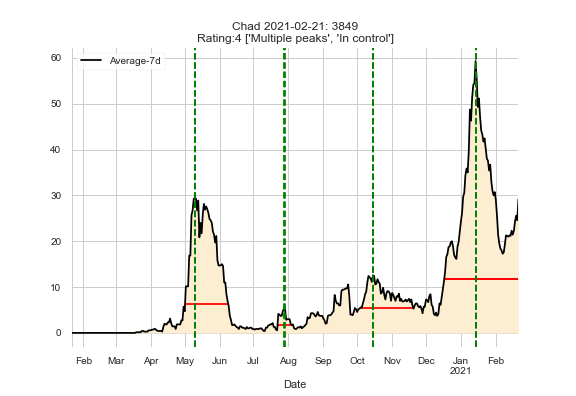 Chad 2021-02-21: 3849
Rating:4 ['Multiple peaks', 'In control']
Average-7d
60
50
40
30
20
10
0
Feb Mar Apr May Jun Jul Aug Sep Oct Nov Dec Jan Feb
2021
Date